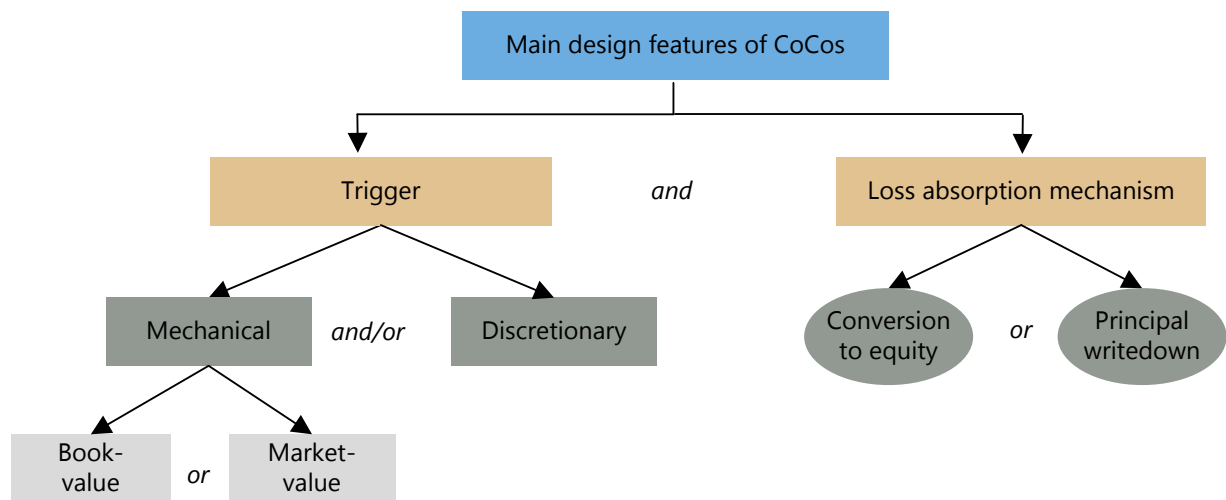 Main design features of CoCos
Trigger
and
Loss absorption mechanism
Mechanical
and/or
Discretionary
Conversion
to equity
or
Principal
writedown
Book-
value
or
Market-
value